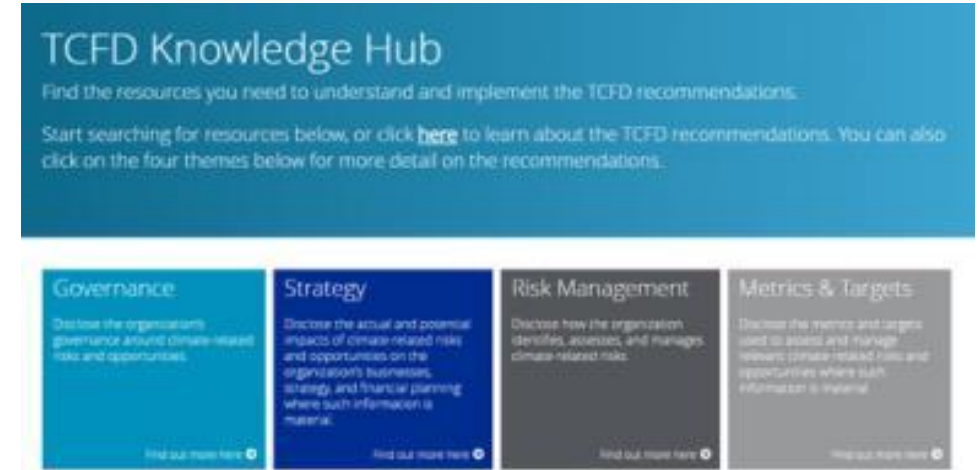 TCFD Knowledge Hub
Find the resources you need to understand and implement the TCFD recommendations.
Start searching for resources below, or click here to learn about the TCFD recommendations. You can also
click on the four themes below for more detail on the recommendations.
Governance
Disclose the organization's
governance around climate-related
risks and opportunities.
Find out more here
Strategy
Disclose the actual and potential
impacts of climate-related risks
and opportunities on the
organization's businesses,
strategy, and financial planning
where such information is
material.
Find out more here
Risk Management
Disclose how the organization
identifies, assesses, and manages
climate-related risks.
Find out more here
Metrics & Targets
Disclose the metrics and targets
used to assess and manage
relevant climate-related risks and
opportunities where such
information is material
Find out more here